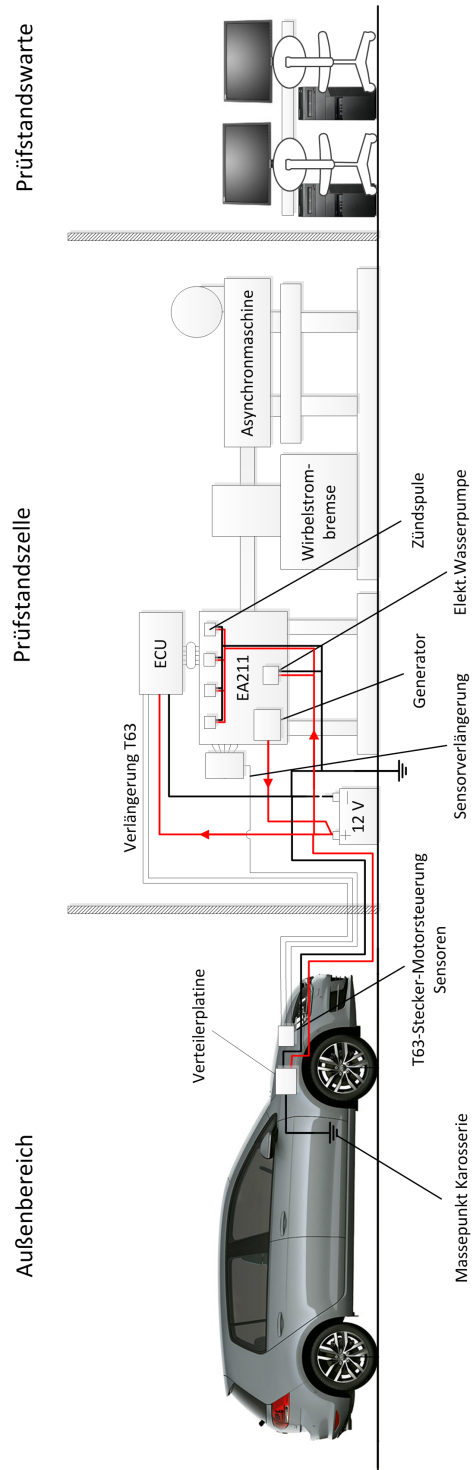 Außenbereich
Prüfstandszelle
Prüfstandswarte
Verteilerplatine
Verlängerung T63
ECU
EA211
Asynchronmaschine
Wirbelstrom-
bremse
12 V
+
–
Massepunkt Karosserie
T63-Stecker-Motorsteuerung
Sensoren
Sensorverlängerung
Generator
Elekt.Wasserpumpe
Zündspule